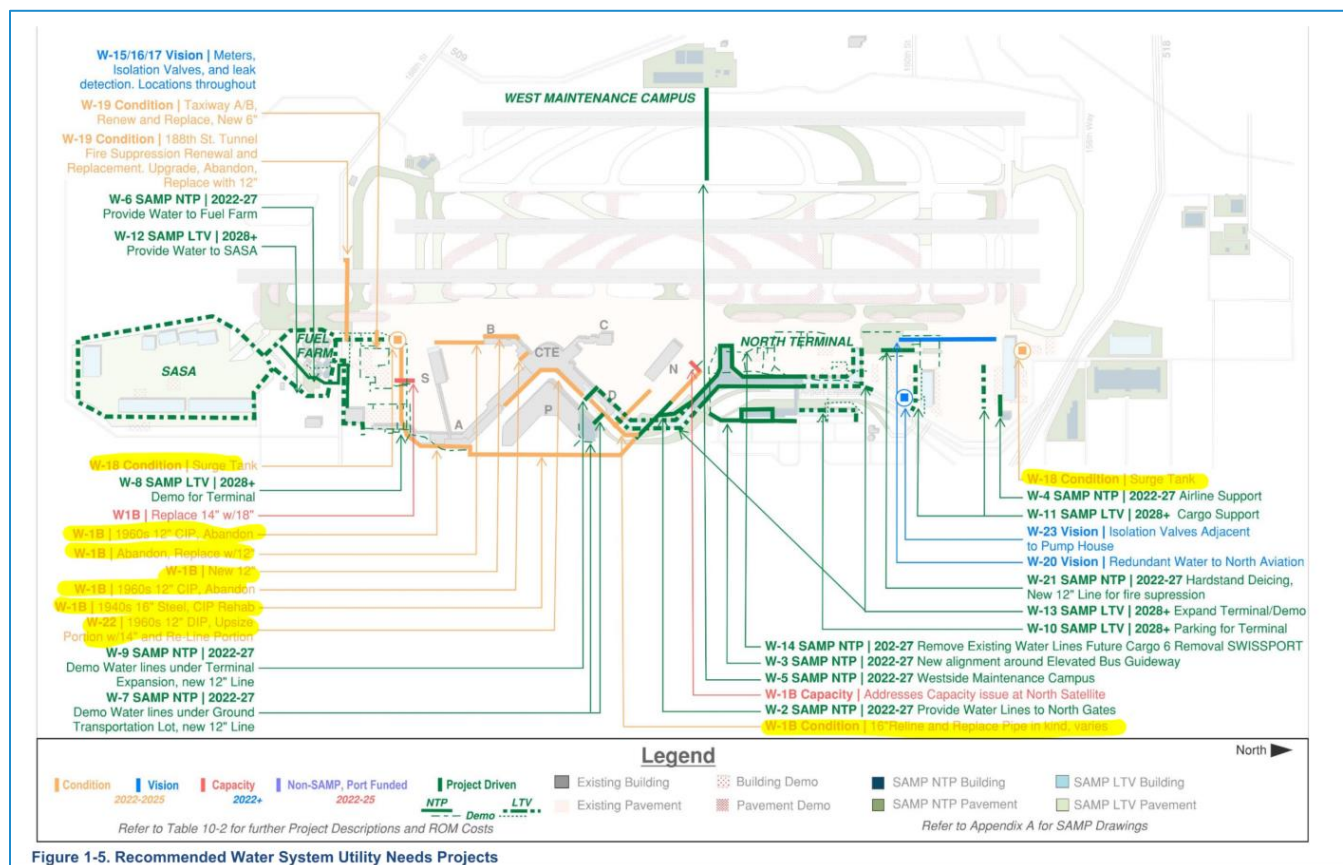 W-15/16/17 Vision | Meters,
Isolation Valves, and leak
detection. Locations throughout
W-19 Condition | Taxiway A/B,
Renew and Replace, New 6"
W-19 Condition | 188th St. Tunnel
Fire Suppression Renewal and
Replacement. Upgrade, Abandon,
Replace with 12"
W-6 SAMP NTP | 2022-27
Provide Water to Fuel Farm
W-12 SAMP LTV | 2028+
Provide Water to SASA
509
518
WEST MAINTENANCE CAMPUS
SASA
FUEL
FARM
S
A
B
CTE
C
P
D
N
NORTH TERMINAL
W-18 Condition | Surge Tank
W-8 SAMP LTV | 2028+
Demo for Terminal
W1B | Replace 14" w/18"
W-1B | 1960s 12" CIP, Abandon
W-1B | Abandon, Replace w/12"
W-1B | New 12"
W-1B | 1960s 12" CIP, Abandon
W-1B | 1940s 16" Steel, CIP Rehab
W-22 | 1960s 12" DIP, Upsize
Portion w/14" and Re-Line Portion
W-9 SAMP NTP | 2022-27
Demo Water lines under Terminal
Expansion, new 12" Line
W-7 SAMP NTP | 2022-27
Demo Water lines under Ground
Transportation Lot, new 12" Line
W-18 Condition | Surge Tank
W-4 SAMP NTP | 2022-27 Airline Support
W-11 SAMP LTV | 2028+ Cargo Support
W-23 Vision | Isolation Valves Adjacent
to Pump House
W-20 Vision | Redundant Water to North Aviation
W-21 SAMP NTP | 2022-27 Hardstand Deicing,
New 12" Line for fire supression
W-13 SAMP LTV | 2028+ Expand Terminal/Demo
W-10 SAMP LTV | 2028+ Parking for Terminal
W-14 SAMP NTP | 202-27 Remove Existing Water Lines Future Cargo 6 Removal SWISSPORT
W-3 SAMP NTP | 2022-27 New alignment around Elevated Bus Guideway
W-5 SAMP NTP | 2022-27 Westside Maintenance Campus
W-1B Capacity | Addresses Capacity issue at North Satellite
W-2 SAMP NTP | 2022-27 Provide Water Lines to North Gates
W-1B Condition | 16"Reline and Replace Pipe in kind, varies
Legend
North
Condition
2022-2025
Vision
Capacity
2022+
Non-SAMP, Port Funded
2022-25
Project Driven
NTP
LTV
Demo
Existing Building
Existing Pavement
Building Demo
Pavement Demo
SAMP NTP Building
SAMP NTP Pavement
SAMP LTV Building
SAMP LTV Pavement
Refer to Table 10-2 for further Project Descriptions and ROM Costs
Refer to Appendix A for SAMP Drawings
Figure 1-5. Recommended Water System Utility Needs Projects